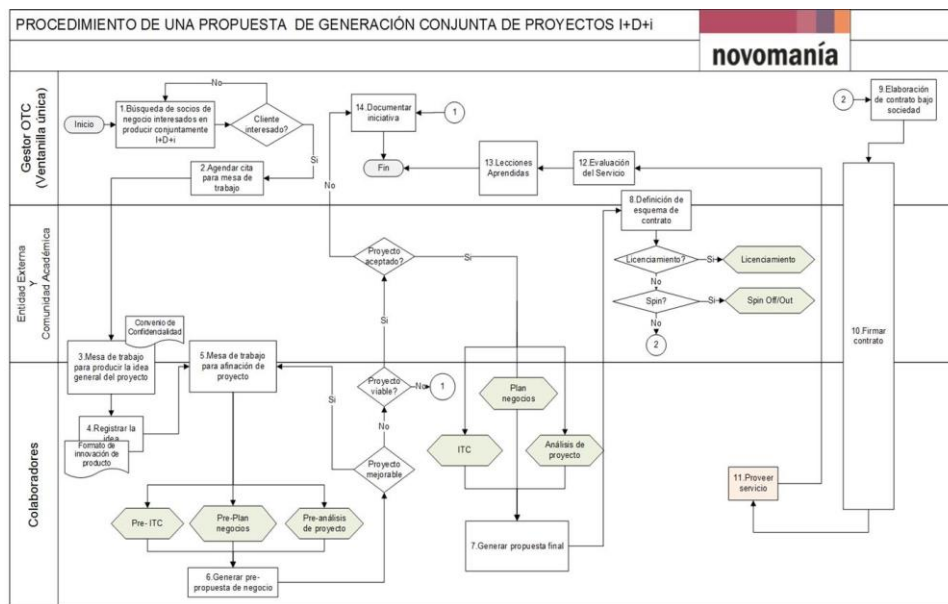 PROCEDIMIENTO DE UNA PROPUESTA DE GENERACIÓN CONJUNTA DE PROYECTOS I+D+i
novomanía
Gestor OTC
(Ventanilla única)
Inicio
1.Búsqueda de socios de
negocio interesados en
producir conjuntamente
I+D+i
No
Cliente
interesado?
Si
2.Agendar cita
para mesa de
trabajo
14.Documentar
iniciativa
1
Fin
No
13.Lecciones
Aprendidas
12.Evaluación
del Servicio
2
9.Elaboración
de contrato bajo
sociedad
Entidad Externa
Y
Comunidad Académica
Proyecto
aceptado?
Si
Si
8.Definición de
esquema de
contrato
Licenciamiento?
Si
Licenciamiento
No
Spin?
Si
Spin Off/Out
No
2
10.Firmar
contrato
Convenio de
Confidencialidad
Colaboradores
3.Mesa de trabajo
para producir la idea
general del proyecto
4.Registrar la
idea
Formato de
innovación de
producto
5.Mesa de trabajo
para afinación de
proyecto
Si
Proyecto
viable?
No
1
No
Proyecto
mejorable
Pre- ITC
Pre-Plan
negocios
Pre-análisis
de proyecto
6.Generar pre-
propuesta de negocio
Plan
negocios
ITC
Análisis de
proyecto
7.Generar propuesta final
11.Proveer
servicio